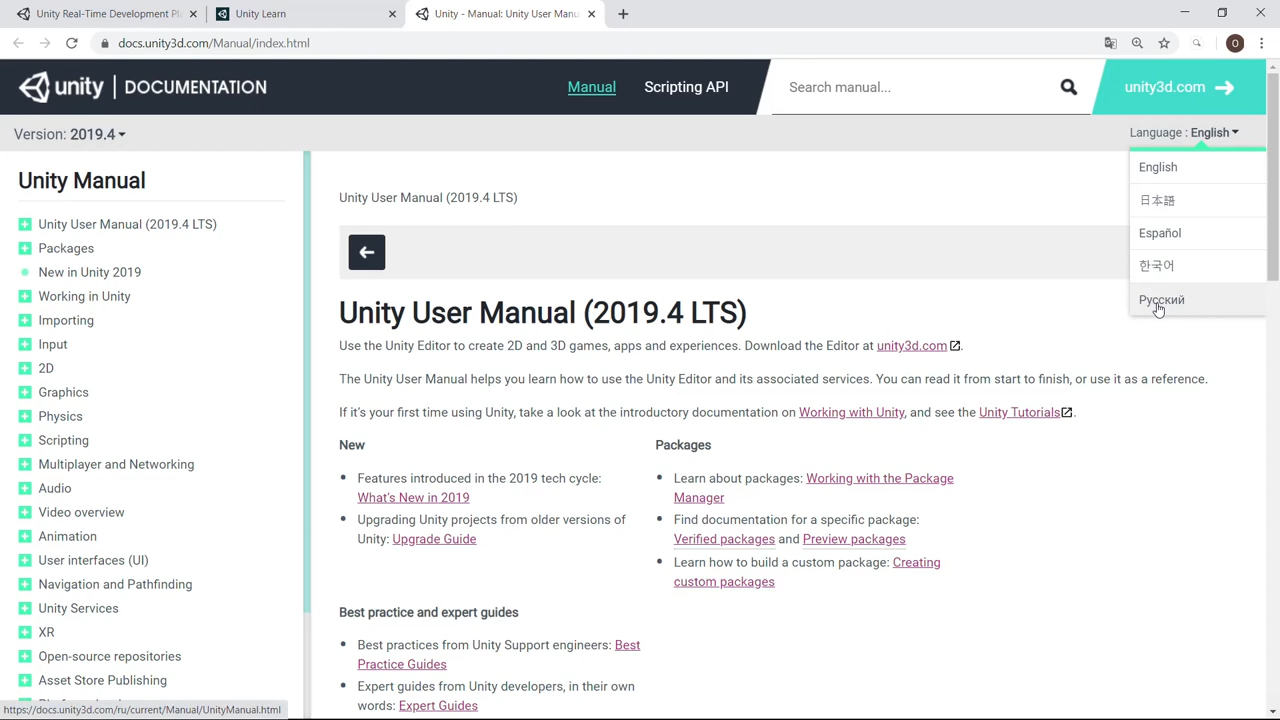 Unity Real-Time Development Pl
Unity Learn
Unity - Manual: Unity User Manu
docs.unity3d.com/Manual/index.html
O
unity | DOCUMENTATION
Manual
Scripting API
Search manual...
unity3d.com
Version: 2019.4
Language : English
English
日本語
Español
한국어
Русский
Unity Manual
Unity User Manual (2019.4 LTS)
Packages
New in Unity 2019
Working in Unity
Importing
Input
2D
Graphics
Physics
Scripting
Multiplayer and Networking
Audio
Video overview
Animation
User interfaces (UI)
Navigation and Pathfinding
Unity Services
XR
Open-source repositories
Asset Store Publishing
https://docs.unity3d.com/ru/current/Manual/UnityManual.html
Unity User Manual (2019.4 LTS)
Unity User Manual (2019.4 LTS)
Use the Unity Editor to create 2D and 3D games, apps and experiences. Download the Editor at unity3d.com.
The Unity User Manual helps you learn how to use the Unity Editor and its associated services. You can read it from start to finish, or use it as a reference.
If it's your first time using Unity, take a look at the introductory documentation on Working with Unity, and see the Unity Tutorials.
New
Features introduced in the 2019 tech cycle:
What's New in 2019
Upgrading Unity projects from older versions of
Unity: Upgrade Guide
Packages
Learn about packages: Working with the Package
Manager
Find documentation for a specific package:
Verified packages and Preview packages
Learn how to build a custom package: Creating
custom packages
Best practice and expert guides
Best practices from Unity Support engineers: Best
Practice Guides
Expert guides from Unity developers, in their own
words: Expert Guides